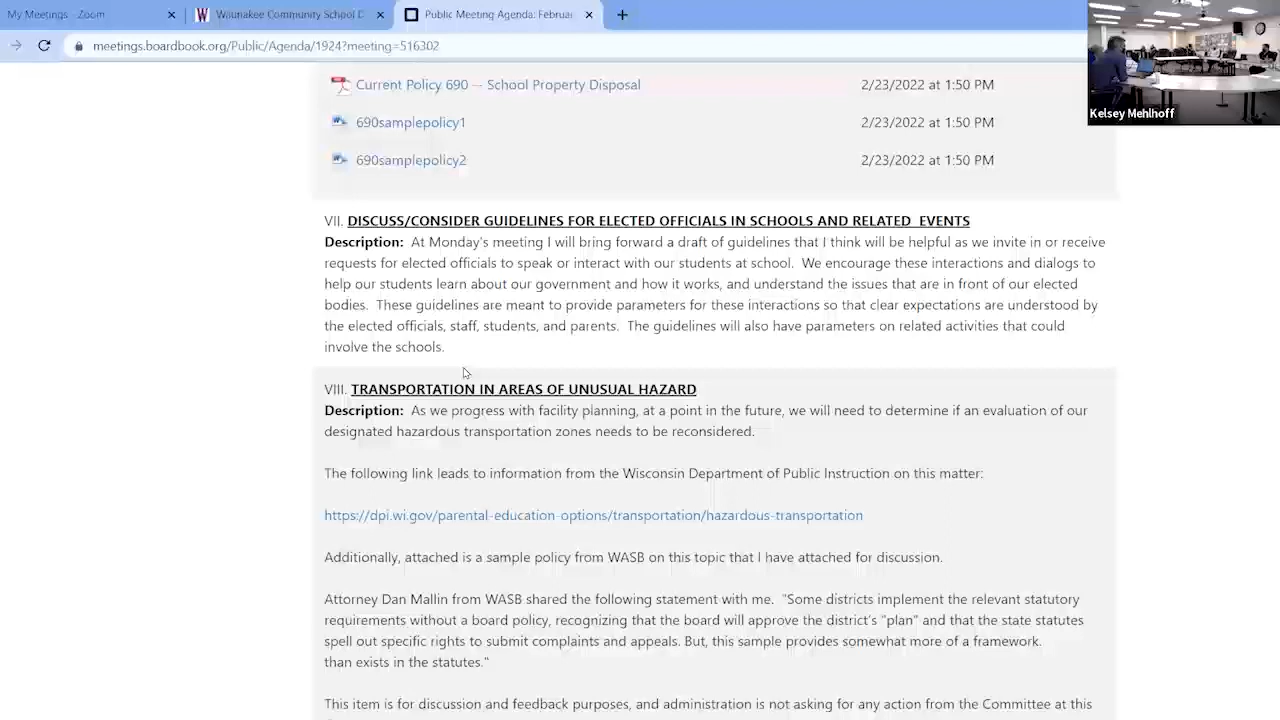 My Meetings - Zoom
Waunakee Community School D
Public Meeting Agenda: Februar
meetings.boardbook.org/Public/Agenda/1924?meeting=516302
Current Policy 690 – School Property Disposal 2/23/2022 at 1:50 PM
2/23/2022 at 1:50 PM
690samplepolicy 2/23/2022 at 1:50 PM
Kelsey Mehlhoff
VII. DISCUSS/CONSIDER GUIDELINES FOR ELECTED OFFICIALS IN SCHOOLS AND RELATED EVENTS
Description: At Monday's meeting I will bring forward a draft of guidelines that I think will be helpful as we invite in or receive
requests for elected officials to speak or interact with our students at school. We encourage these interactions and dialogs to
help our students learn about our government and how it works, and understand the issues that are in front of our elected
bodies. These guidelines are meant to provide parameters for these interactions so that clear expectations are understood by
the elected officials, staff, students, and parents. The guidelines will also have parameters on related activities that could
involve the schools.
VIII. TRANSPORTATION IN AREAS OF UNUSUAL HAZARD
Description: As we progress with facility planning, at a point in the future, we will need to determine if an evaluation of our
designated hazardous transportation zones needs to be reconsidered.
The following link leads to information from the Wisconsin Department of Public Instruction on this matter:
https://dpi.wi.gov/parental-education-options/transportation/hazardous-transportation
Additionally, attached is a sample policy from WASB on this topic that I have attached for discussion.
Attorney Dan Mallin from WASB shared the following statement with me. "Some districts implement the relevant statutory
requirements without a board policy, recognizing that the board will approve the district's "plan" and that the state statutes
spell out specific rights to submit complaints and appeals. But, this sample provides somewhat more of a framework.
than exists in the statutes."
This item is for discussion and feedback purposes, and administration is not asking for any action from the Committee at this